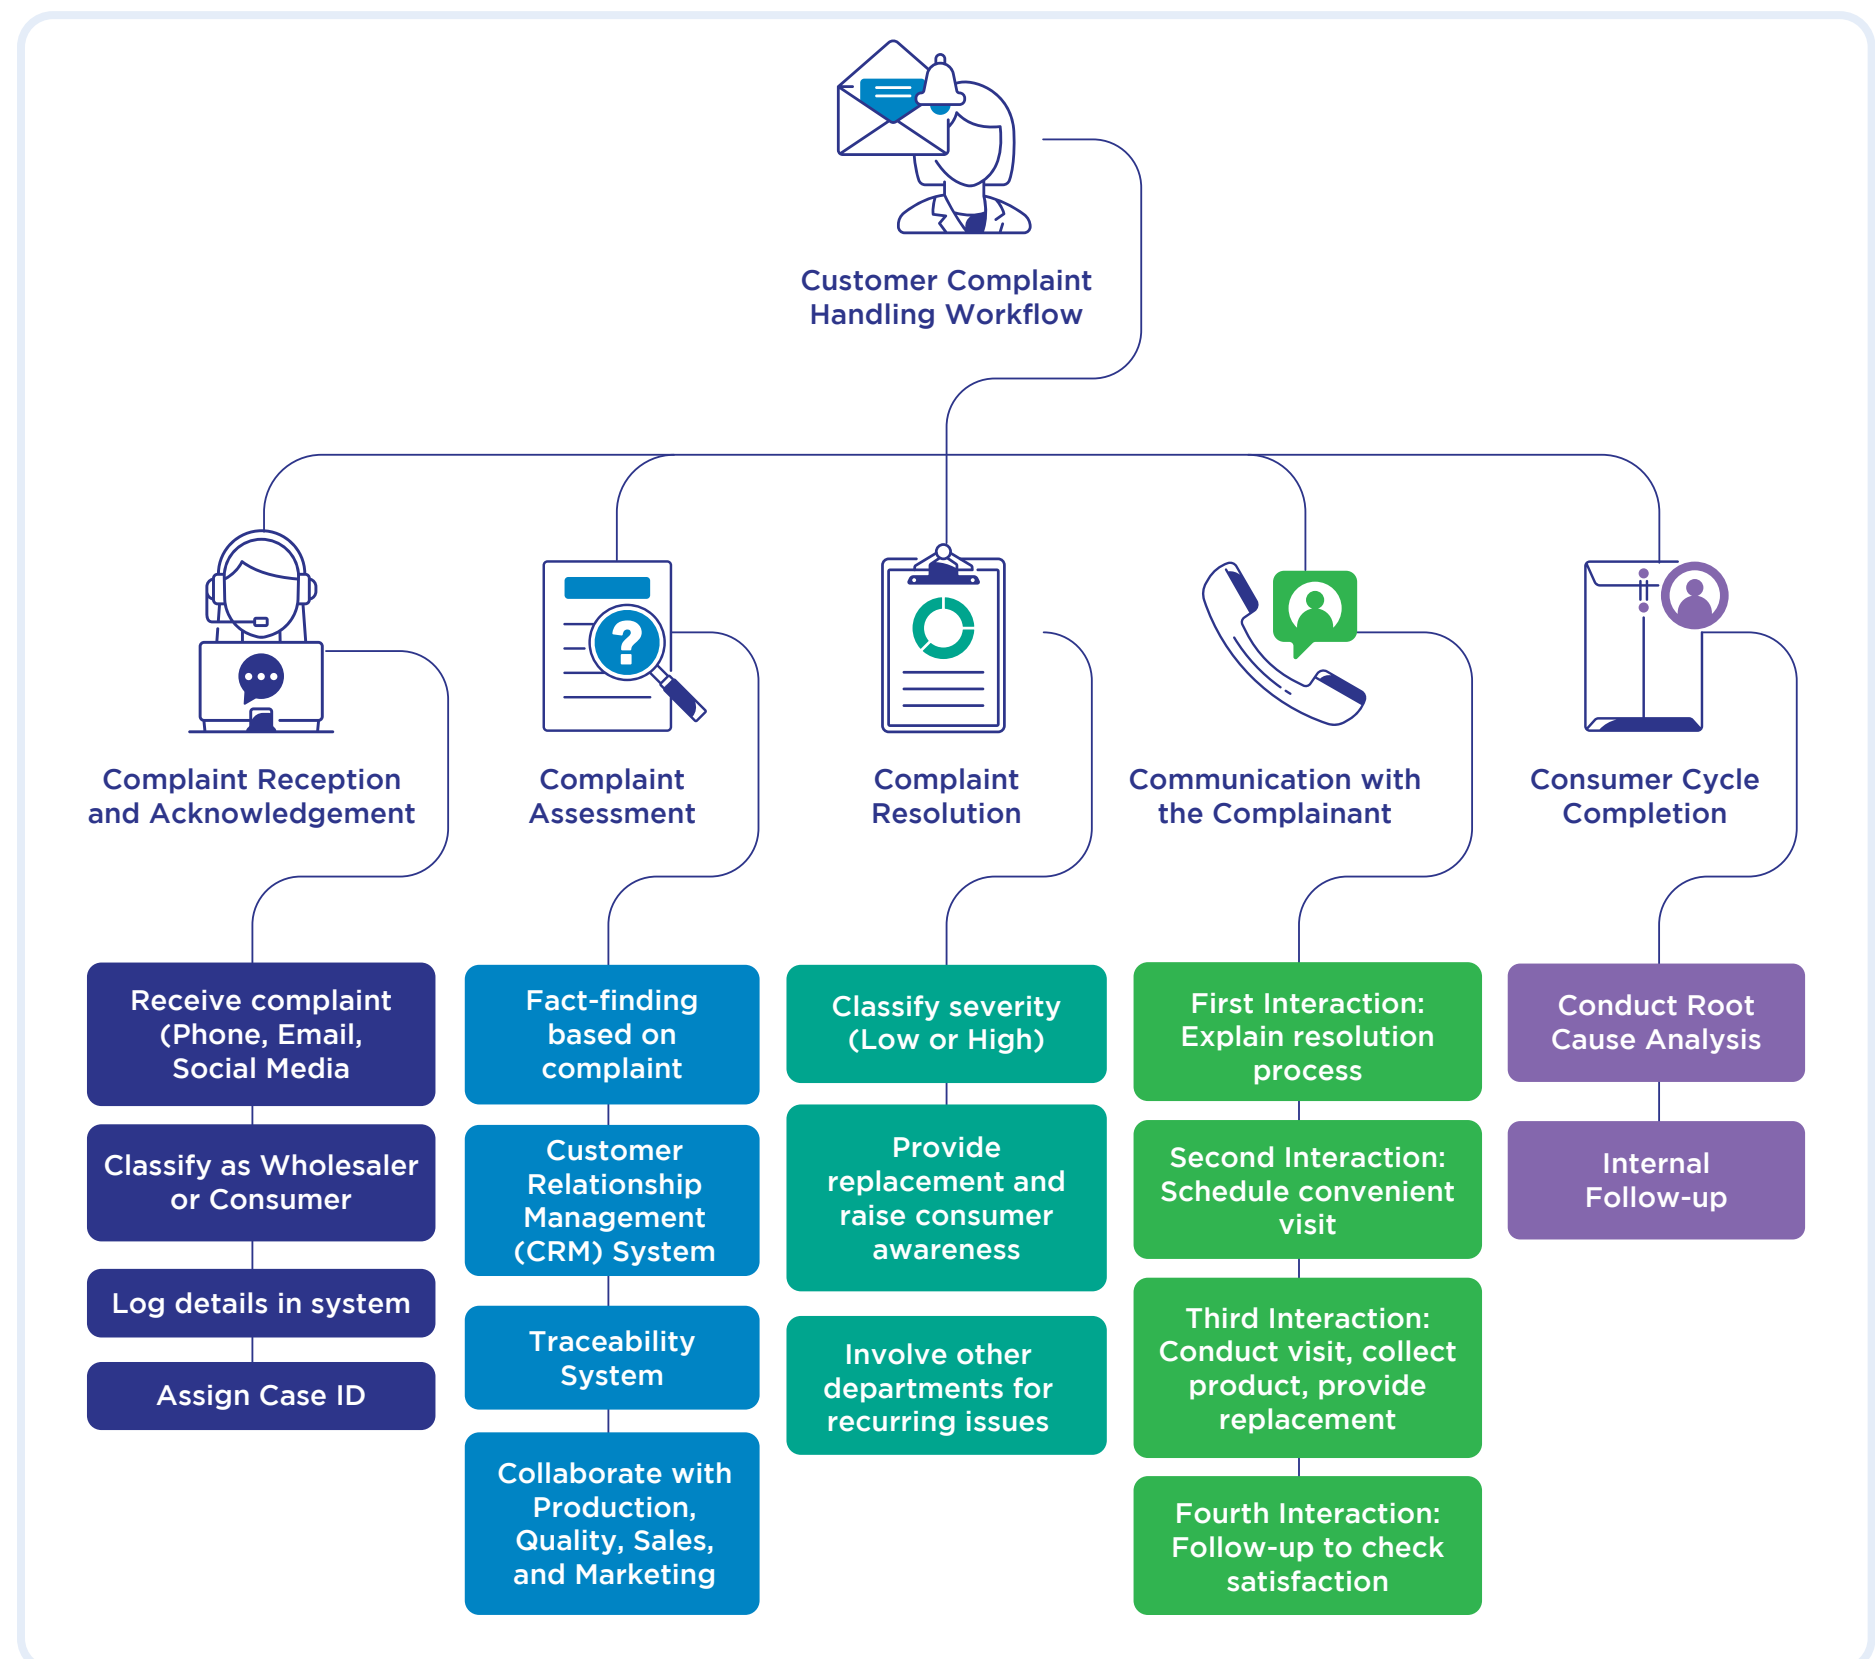 Customer Complaint
Handling Workflow
Complaint Reception
and Acknowledgement
Complaint
Assessment
Complaint
Resolution
Communication with
the Complainant
Consumer Cycle
Completion
Receive complaint
(Phone, Email,
Social Media
Classify as Wholesaler
or Consumer
Log details in system
Assign Case ID
Fact-finding
based on
complaint
Customer
Relationship
Management
(CRM) System
Traceability
System
Collaborate with
Production,
Quality, Sales,
and Marketing
Classify severity
(Low or High)
Provide
replacement and
raise consumer
awareness
Involve other
departments for
recurring issues
First Interaction:
Explain resolution
process
Second Interaction:
Schedule convenient
visit
Third Interaction:
Conduct visit, collect
product, provide
replacement
Fourth Interaction:
Follow-up to check
satisfaction
Conduct Root
Cause Analysis
Internal
Follow-up